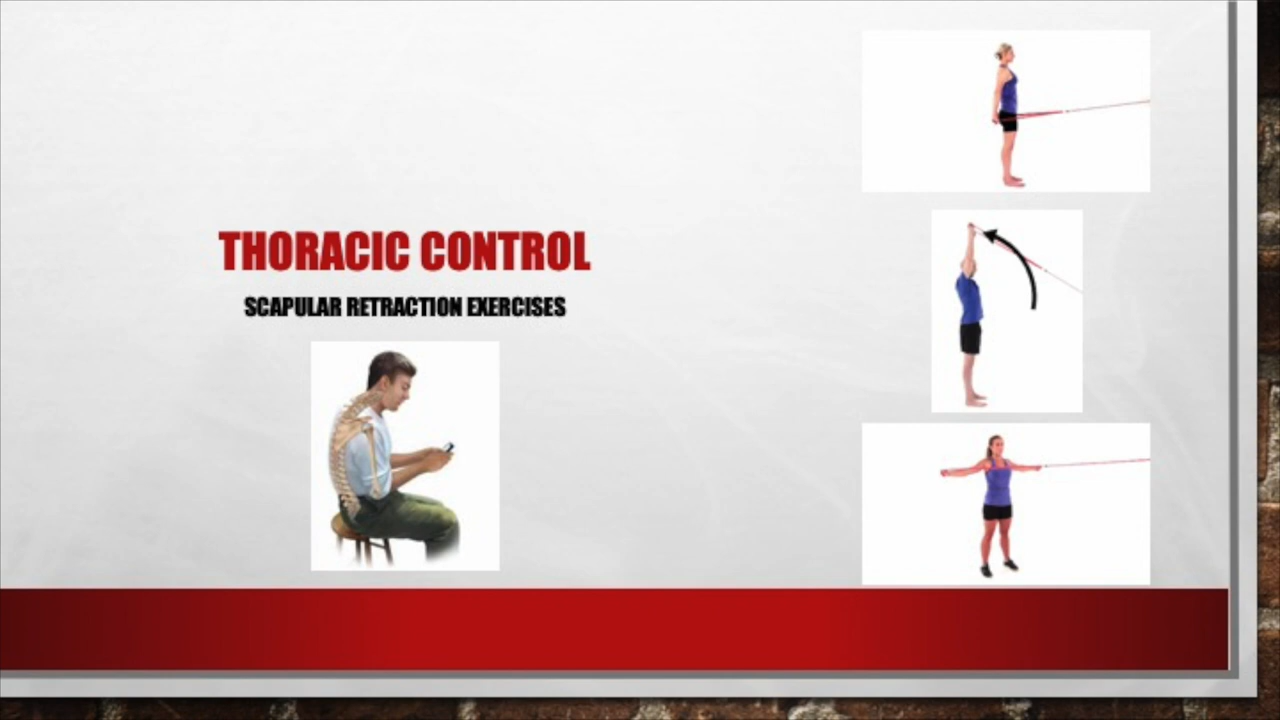 THORACIC CONTROL
SCAPULAR RETRACTION EXERCISES